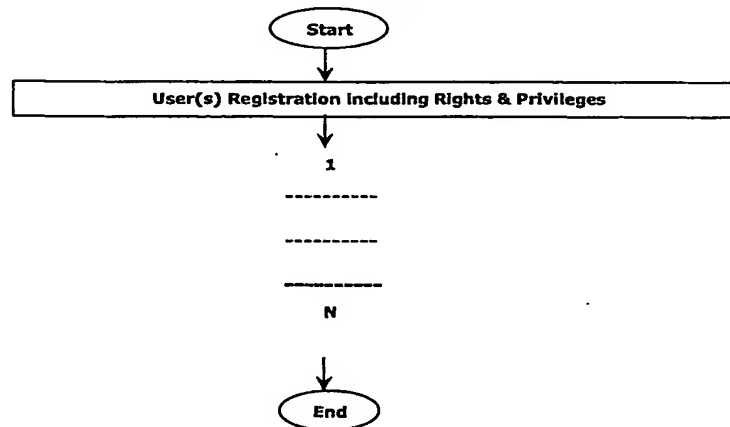 Start
User(s) Registration including Rights & Privileges
1
N
End